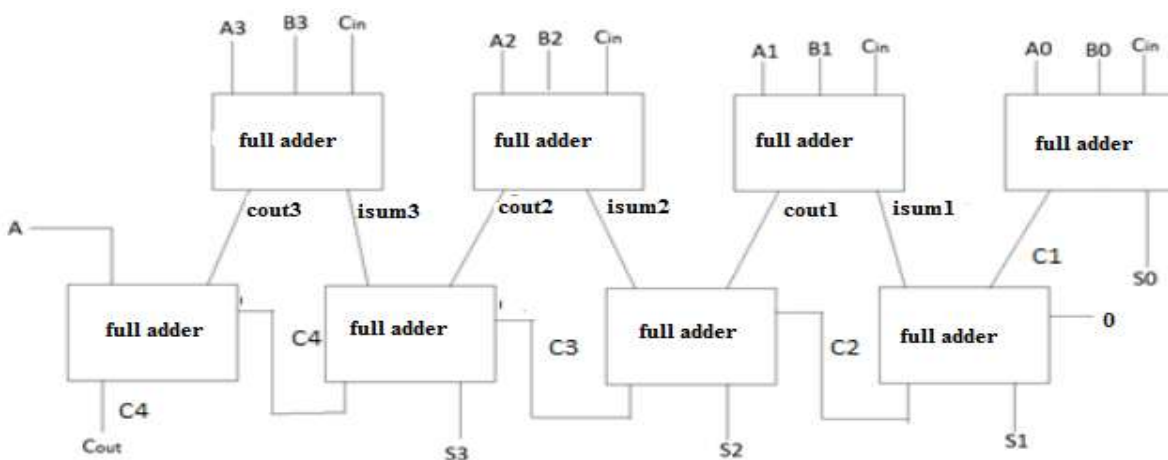 A3 B3 Cin A2 B2 Cin A1 B1 Cin A0 B0 Cin
full adder full adder full adder full adder
cout3 isum3 cout2 isum2 cout1 isum1
A C1 S0
full adder full adder full adder full adder 0
C4 C3 C2
C4
Cout S3 S2 S1